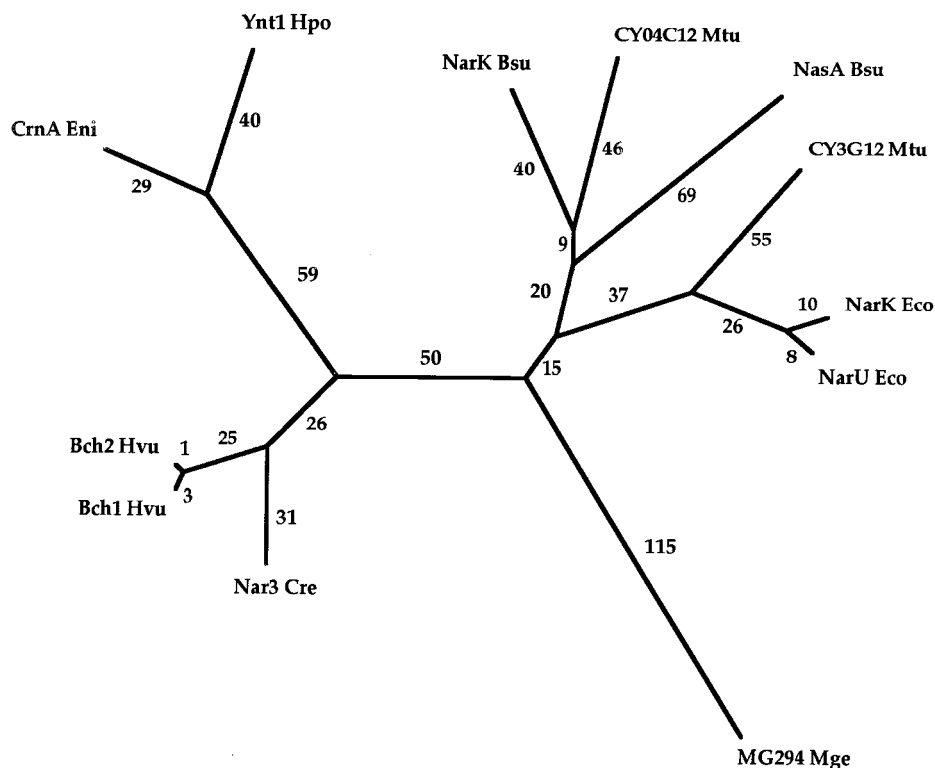 Ynt1 Hpo
CY04C12 Mtu
NarK Bsu
NasA Bsu
CrnA Eni
40
CY3G12 Mtu
29
40
46
69
9
55
59
20
37
10
NarK Eco
26
8
NarU Eco
50
15
26
Bch2 Hvu
1
25
Bch1 Hvu
3
31
115
Nar3 Cre
MG294 Mge